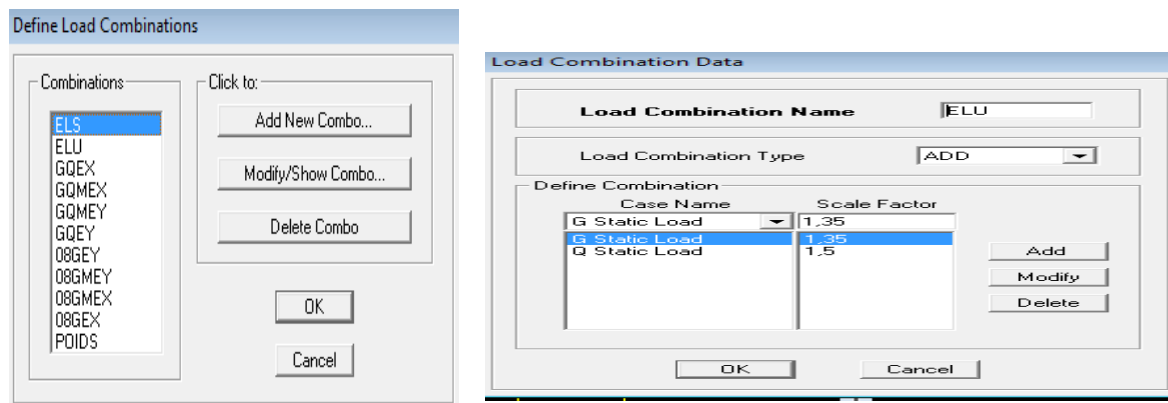 Define Load Combinations
Combinations
Click to:
ELS
ELU
GQEX
GQMEX
GQMEY
GQEY
08GEY
08GMEY
08GMEX
08GEX
POIDS
Add New Combo...
Modify/Show Combo...
Delete Combo
OK
Cancel
Load Combination Data
Load Combination Name ELU
Load Combination Type ADD
Define Combination
Case Name Scale Factor
G Static Load 1,35
G Static Load 1,35
Q Static Load 1,5
Add
Modify
Delete
OK Cancel